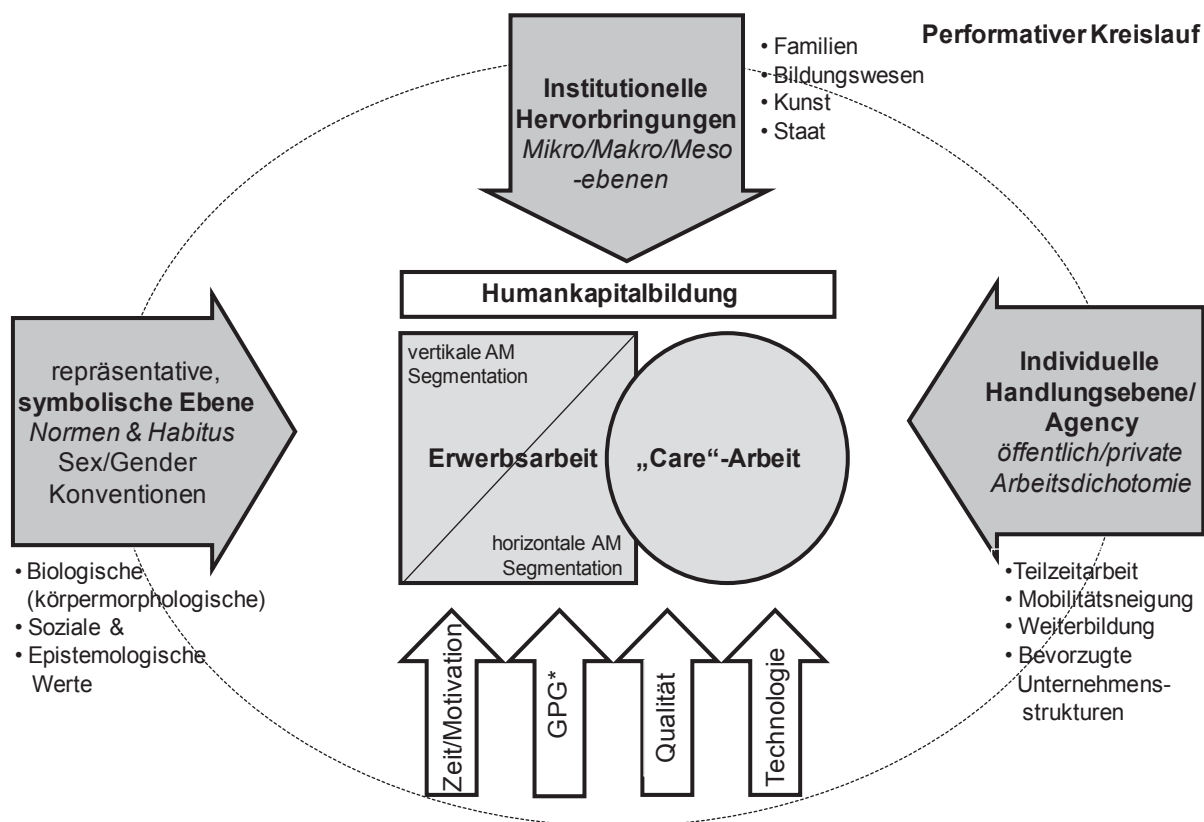 Performativer Kreislauf
Institutionelle
Hervorbringungen
Mikro/Makro/Meso
-ebenen
• Familien
• Bildungswesen
• Kunst
• Staat
Humankapitalbildung
repräsentative,
symbolische Ebene
Normen & Habitus
Sex/Gender
Konventionen
• Biologische
(körpermorphologische)
• Soziale &
• Epistemologische
Werte
vertikale AM
Segmentation
Erwerbsarbeit
horizontale AM
Segmentation
„Care“-Arbeit
Individuelle
Handlungsebene/
Agency
öffentlich/private
Arbeitsdichotomie
•Teilzeitarbeit
• Mobilitätsneigung
• Weiterbildung
• Bevorzugte
Unternehmens-
strukturen
Zeit/Motivation
GPG*
Qualität
Technologie